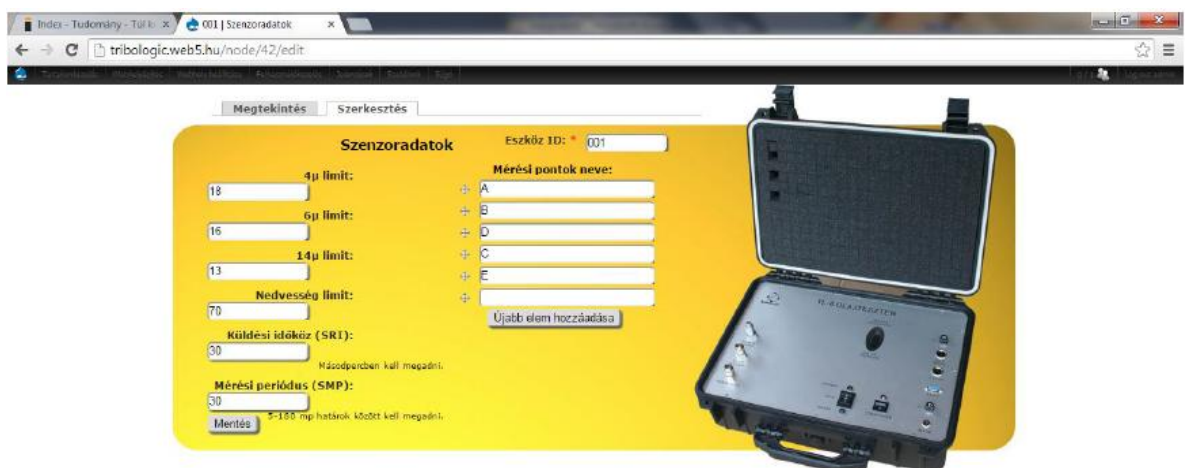 Index - Tudomány - Túl
001 | Szenzoradatok
tribologic.web5.hu/node/42/edit
Megtekintés Szerkesztés
Szenzoradatok
Eszköz ID: * 001
4µ limit:
18
6µ limit:
16
14µ limit:
13
Nedvesség limit:
70
Küldési időköz (SRI):
30
Másodpercben kell megadni.
Mérési periódus (SMP):
30
5-180 mp határok között kell megadni.
Mentés
Mérési pontok neve:
A
B
D
C
E
Újabb elem hozzáadása
OLAJTESZTER